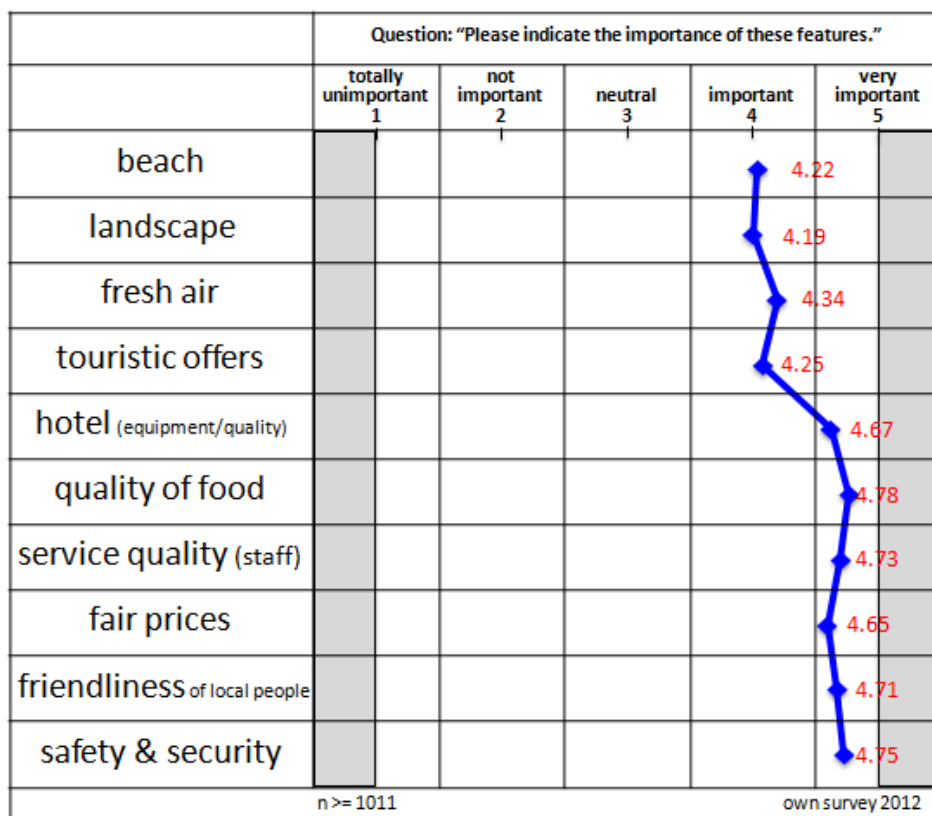 Question: “Please indicate the importance of these features.”
totally unimportant 1
not important 2
neutral 3
important 4
very important 5
beach 4.22
landscape 4.19
fresh air 4.34
touristic offers 4.25
hotel (equipment/quality) 4.67
quality of food 4.78
service quality (staff) 4.73
fair prices 4.65
friendliness of local people 4.71
safety & security 4.75
n >= 1011 own survey 2012